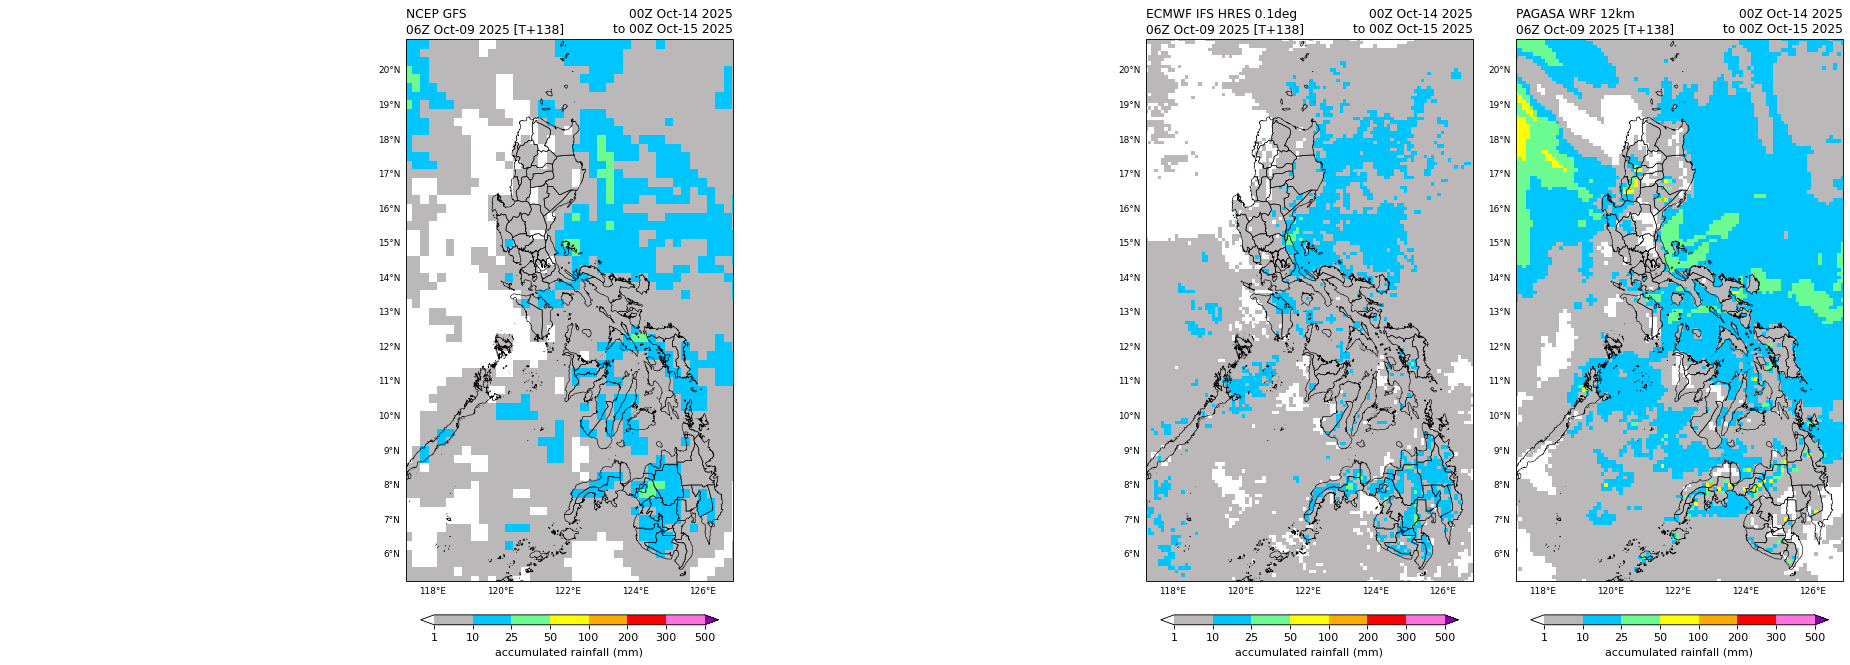 NCEP GFS 00Z Oct-14 2025
06Z Oct-09 2025 [T+138] to 00Z Oct-15 2025
20°N
19°N
18°N
17°N
16°N
15°N
14°N
13°N
12°N
11°N
10°N
9°N
8°N
7°N
6°N
118°E 120°E 122°E 124°E 126°E
1 10 25 50 100 200 300 500
accumulated rainfall (mm)
ECMWF IFS HRES 0.1deg 00Z Oct-14 2025
06Z Oct-09 2025 [T+138] to 00Z Oct-15 2025
20°N
19°N
18°N
17°N
16°N
15°N
14°N
13°N
12°N
11°N
10°N
9°N
8°N
7°N
6°N
118°E 120°E 122°E 124°E 126°E
1 10 25 50 100 200 300 500
accumulated rainfall (mm)
PAGASA WRF 12km 00Z Oct-14 2025
06Z Oct-09 2025 [T+138] to 00Z Oct-15 2025
20°N
19°N
18°N
17°N
16°N
15°N
14°N
13°N
12°N
11°N
10°N
9°N
8°N
7°N
6°N
118°E 120°E 122°E 124°E 126°E
1 10 25 50 100 200 300 500
accumulated rainfall (mm)